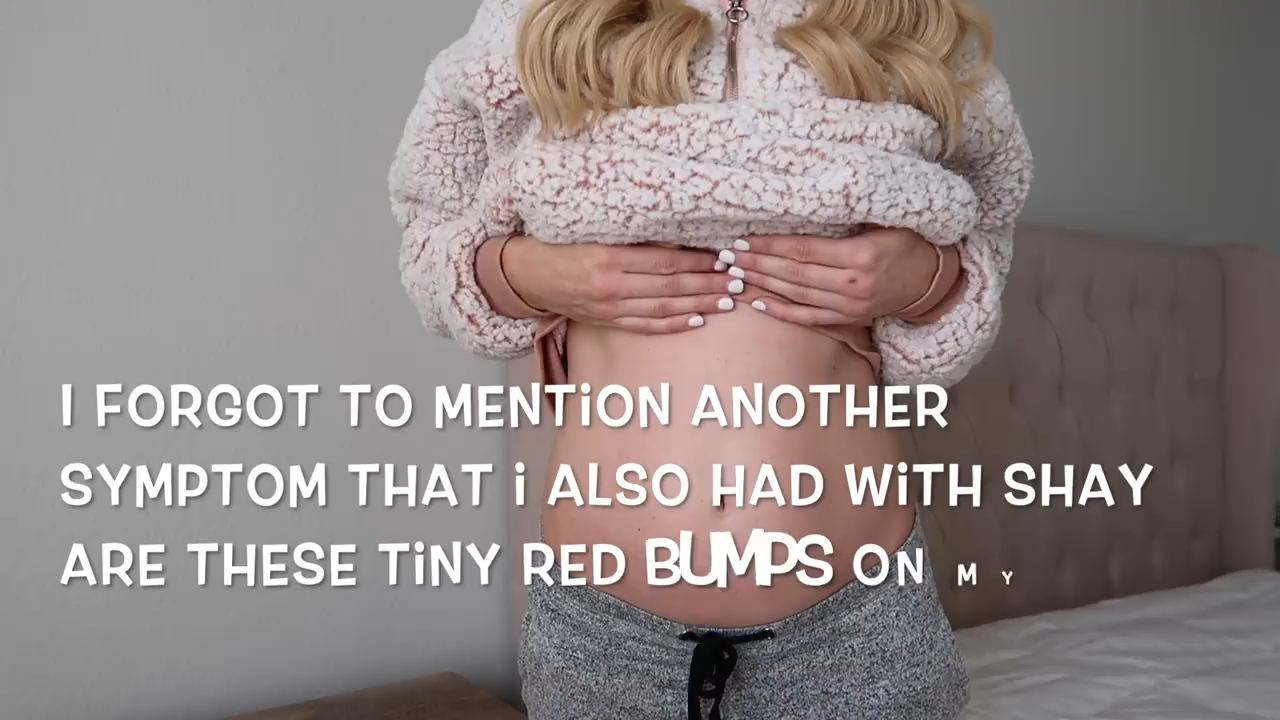 I FORGOT TO MENTiON ANOTHER
SYMPTOM THAT i ALSO HAD WiTH SHAY
ARE THESE TiNY RED BUMPS ON MY